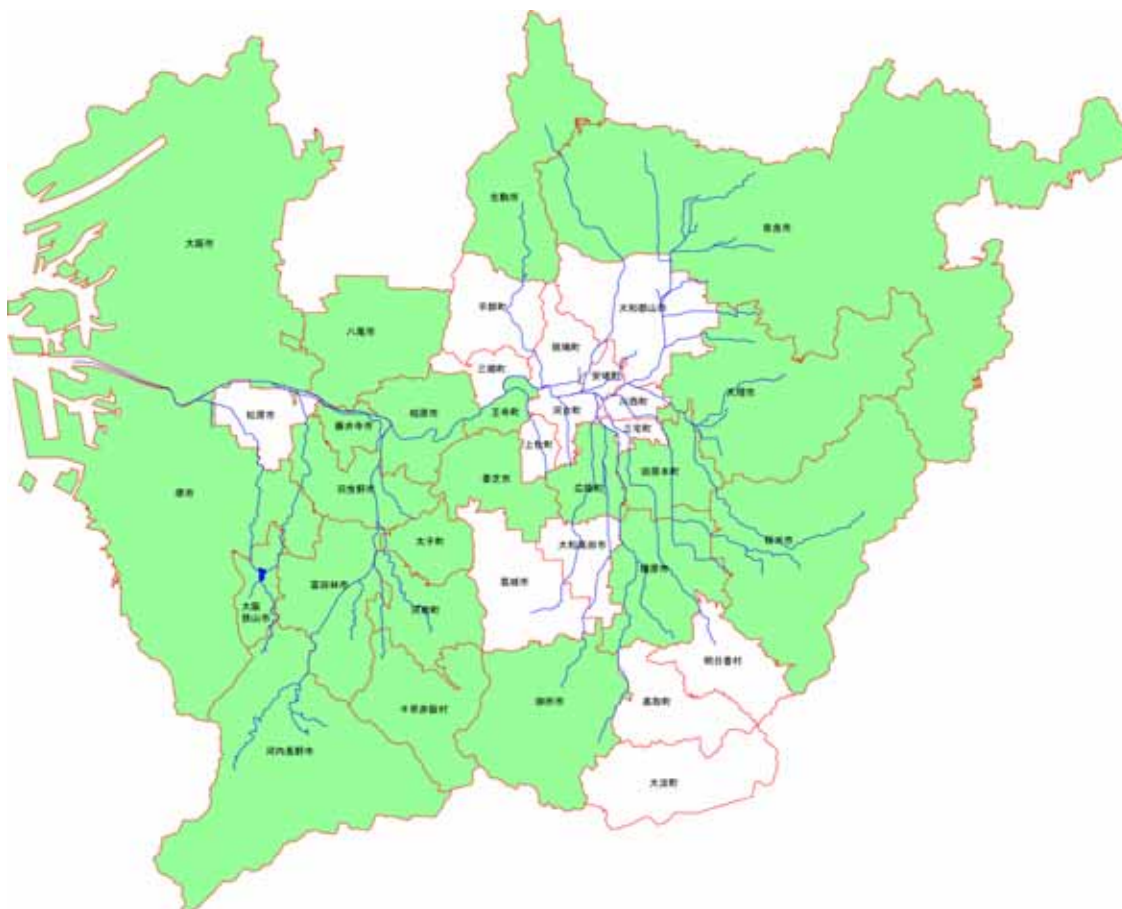 生駒市
奈良市
大阪市
平群町
大和郡山市
八尾市
斑鳩町
三郷町
安堵町
天理市
松原市
柏原市
王寺町
河合町
川西町
藤井寺市
三宅町
上牧町
田原本町
香芝市
広陵町
堺市
羽曳野市
太子町
大和高田市
桜井市
橿原市
葛城市
富田林市
大阪
狭山市
河南町
明日香村
御所市
高取町
千早赤阪村
河内長野市
大淀町